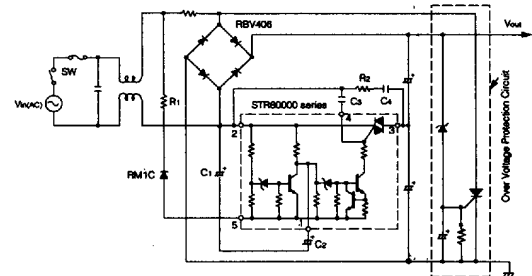 RBV406
Vout
SW
R2
C4
C3
STR80000 series
R1
2
4
3
Vin(AC)
C1
RM1C
5
1
C2
Over Voltage Protection Circuit